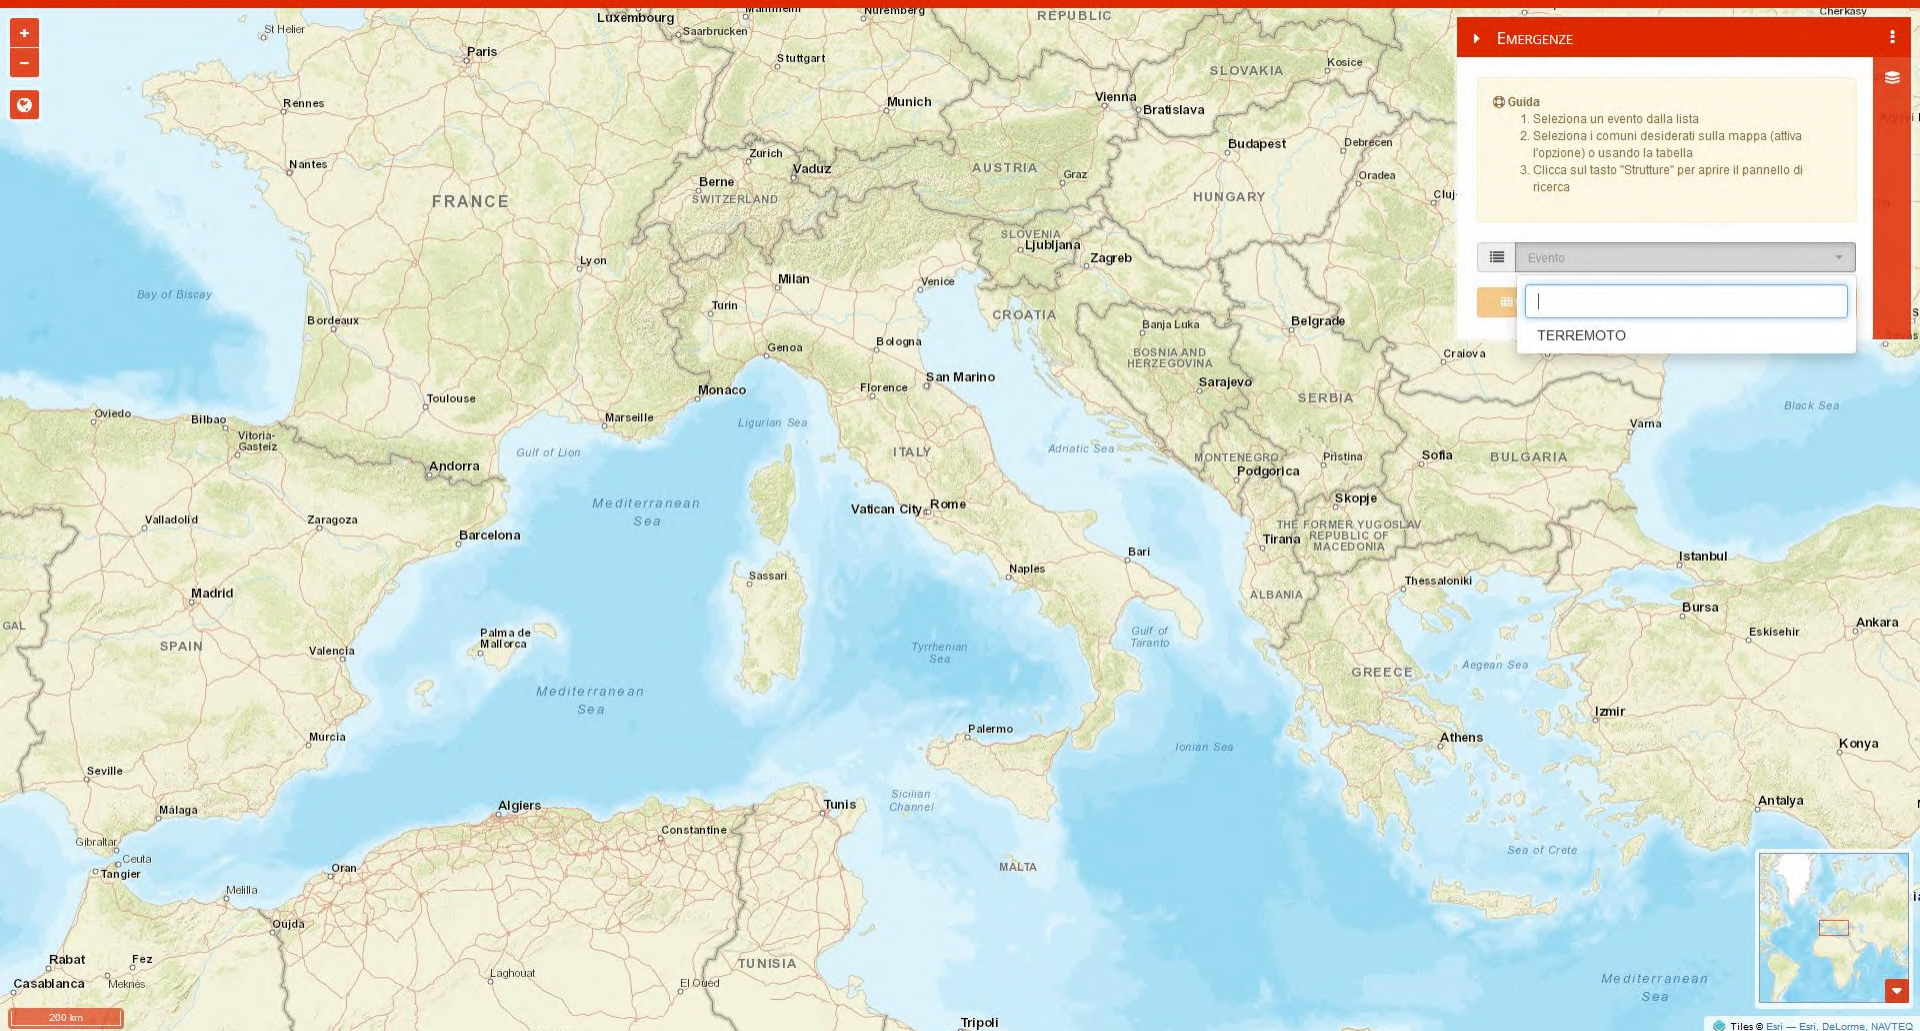 Luxembourg
Mannheim
Nuremberg
REPUBLIC
Cherkasy
St Helier
Saarbrucken
Paris
Stuttgart
SLOVAKIA
Kosice
Rennes
Munich
Vienna
Bratislava
Nantes
Zurich
Vaduz
Budapest
Debrecen
Berne
SWITZERLAND
AUSTRIA
Graz
Oradea
FRANCE
HUNGARY
Cluj
SLOVENIA
Ljubljana
Zagreb
Lyon
Milan
Venice
Bay of Biscay
Turin
CROATIA
Bordeaux
Banja Luka
Belgrade
Genoa
Bologna
BOSNIA AND
HERZEGOVINA
Craiova
Florence
San Marino
Sarajevo
Monaco
Toulouse
SERBIA
Black Sea
Oviedo
Bilbao
Marseille
Ligurian Sea
Varna
Vitoria-
Gasteiz
Gulf of Lion
ITALY
Adriatic Sea
MONTENEGRO
Pristina
Sofia
BULGARIA
Andorra
Podgorica
Mediterranean
Sea
Vatican City
Rome
Skopje
Valladolid
Zaragoza
THE FORMER YUGOSLAV
REPUBLIC OF
MACEDONIA
Barcelona
Tirana
Bari
Istanbul
Sassari
Naples
Thessaloniki
Madrid
ALBANIA
Bursa
GAL
Palma de
Mallorca
Gulf of
Taranto
Eskisehir
Ankara
SPAIN
Valencia
Tyrrhenian
Sea
GREECE
Aegean Sea
Mediterranean
Sea
Izmir
Murcia
Palermo
Ionian Sea
Athens
Konya
Seville
Málaga
Algiers
Tunis
Sicilian
Channel
Antalya
Constantine
Gibraltar
Ceuta
Tangier
Oran
MALTA
Sea of Crete
Melilla
Oujda
Rabat
Fez
Meknès
Laghouat
El Oued
TUNISIA
Casablanca
Mediterranean
Sea
Tripoli
200 km
EMERGENZE
Guida
1. Seleziona un evento dalla lista
2. Seleziona i comuni desiderati sulla mappa (attiva
l'opzione) o usando la tabella
3. Clicca sul tasto "Strutture" per aprire il pannello di
ricerca
Evento
TERREMOTO
Tiles © Esri — Esri, DeLorme, NAVTEQ